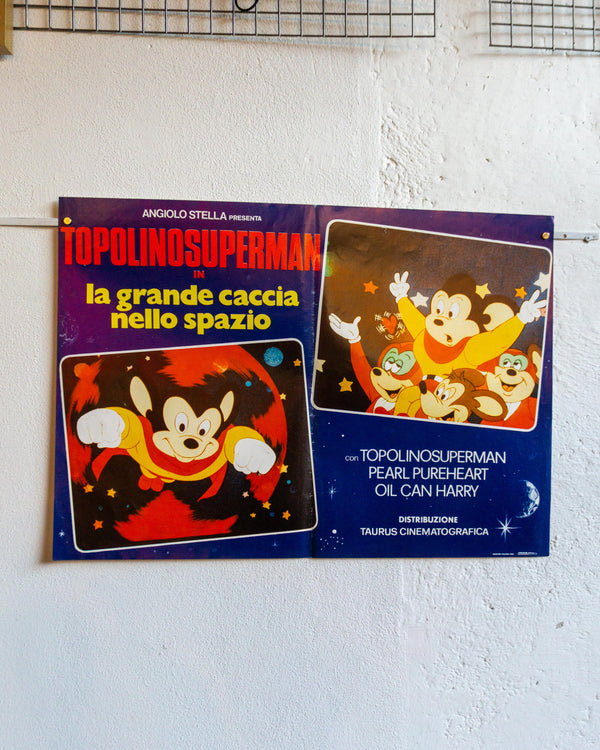 ANGIOLO STELLA PRESENTA
TOPOLINOSUPERMAN
IN
la grande caccia
nello spazio
con TOPOLINOSUPERMAN
PEARL PUREHEART
OIL CAN HARRY
DISTRIBUZIONE
TAURUS CINEMATOGRAFICA